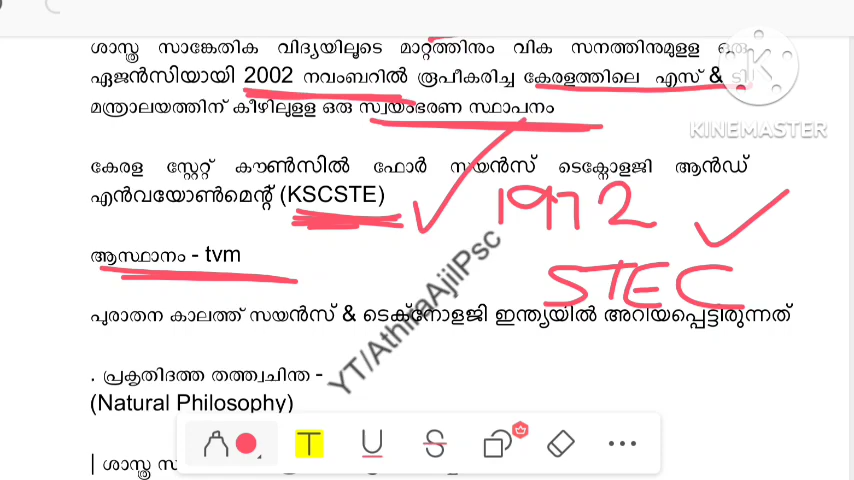 ശാസ്ത്ര സാങ്കേതിക വിദ്യയിലൂടെ മാറ്റത്തിനും വിക സനത്തിനുമുള്ള ഒരു
ഏജൻസിയായി 2002 നവംബറിൽ രൂപീകരിച്ച കേരളത്തിലെ എസ് & ടി
മന്ത്രാലയത്തിന് കീഴിലുള്ള ഒരു സ്വയംഭരണ സ്ഥാപനം
KINEMASTER
കേരള സ്റ്റേറ്റ് കൗൺസിൽ ഫോർ സയൻസ് ടെക്നോളജി ആൻഡ്
എൻവയോൺമെന്റ് (KSCSTE)
1972
ആസ്ഥാനം - tvm
STEC
പുരാതന കാലത്ത് സയൻസ് & ടെക്നോളജി ഇന്ത്യയിൽ അറിയപ്പെട്ടിരുന്നത്
YT/AthiraAjilPsc
. പ്രകൃതിദത്ത തത്ത്വചിന്ത -
(Natural Philosophy)
| ശാസ്ത്ര